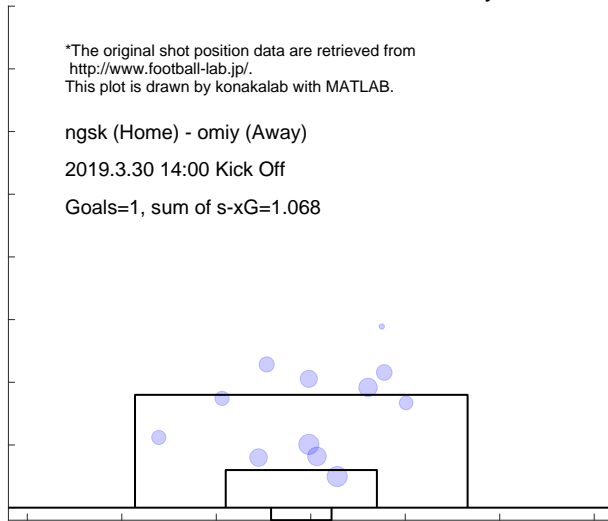 *The original shot position data are retrieved from
http://www.football-lab.jp/.
This plot is drawn by konakalab with MATLAB.
ngsk (Home) - omiy (Away)
2019.3.30 14:00 Kick Off
Goals=1, sum of s-xG=1.068